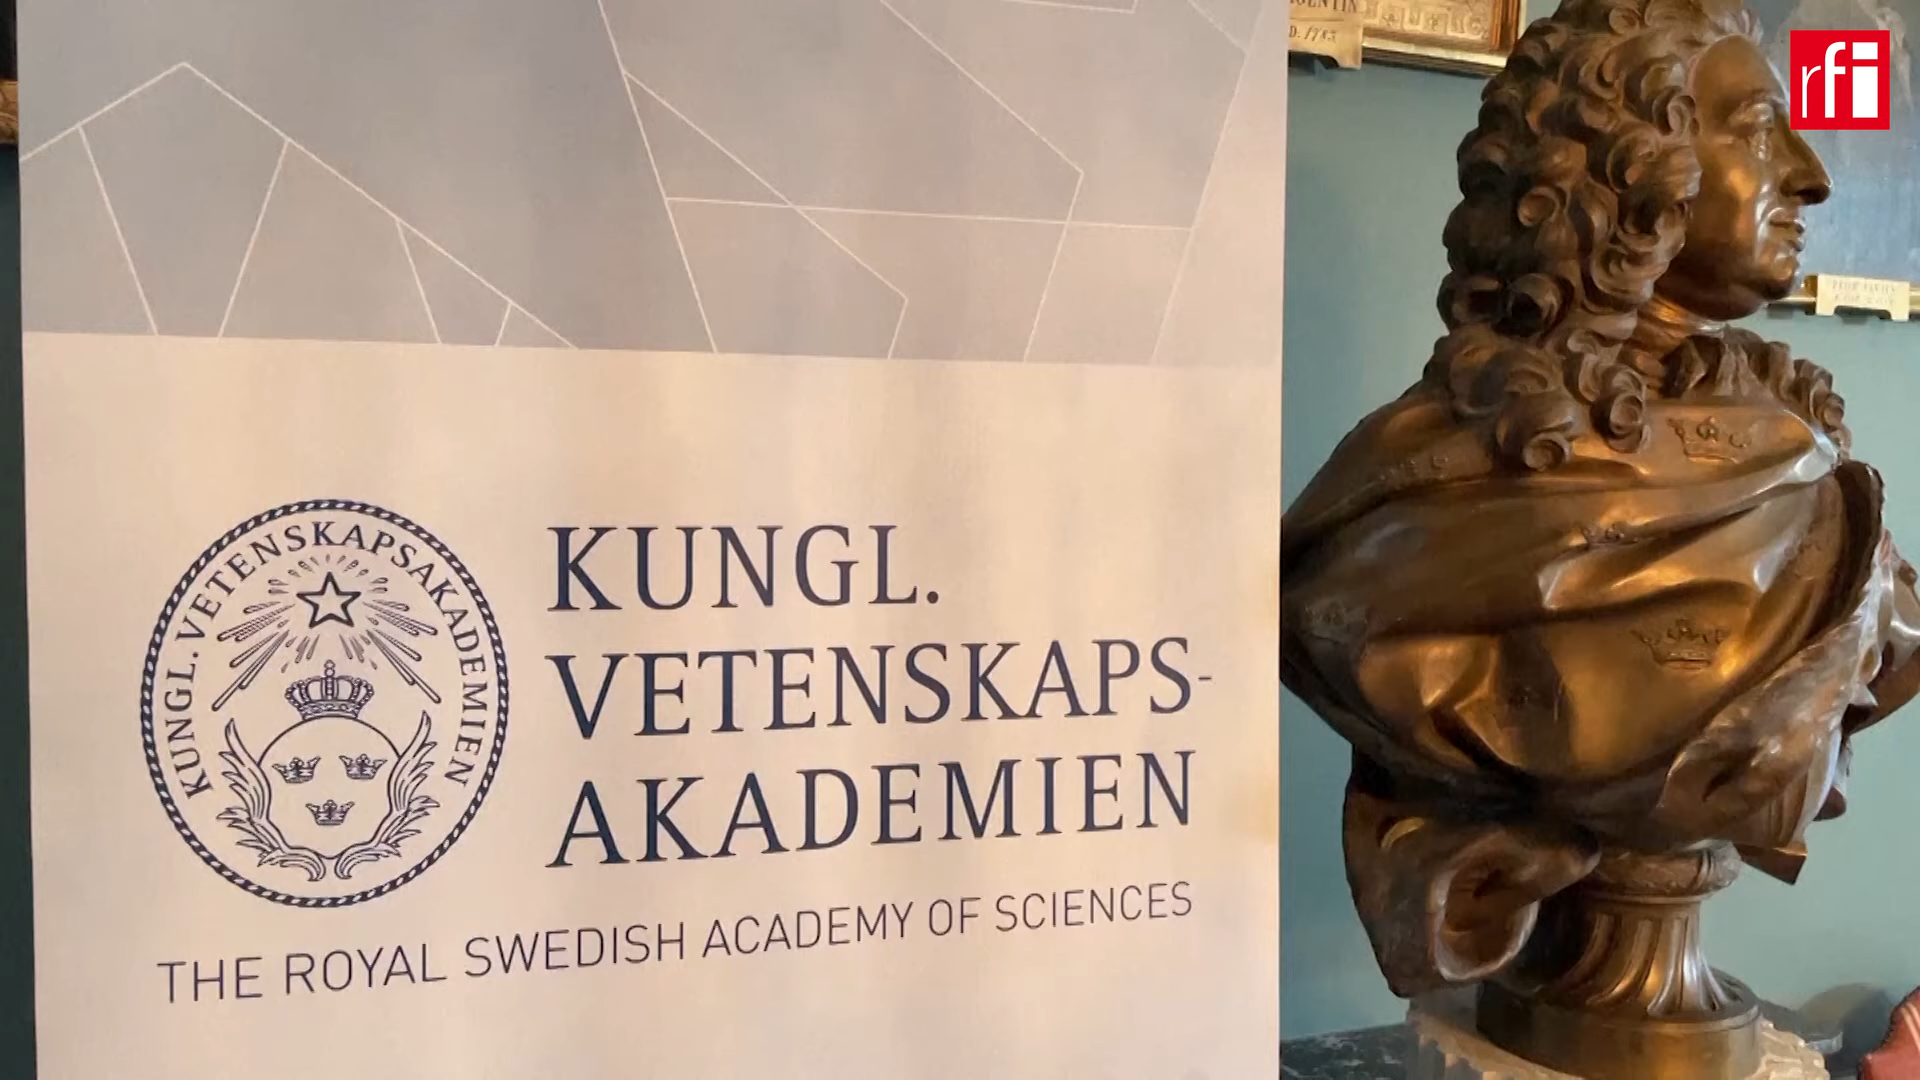 KUNGL. VETENSKAPSAKADEMIEN
KUNGL.
VETENSKAPS-
AKADEMIEN
THE ROYAL SWEDISH ACADEMY OF SCIENCES
rfi